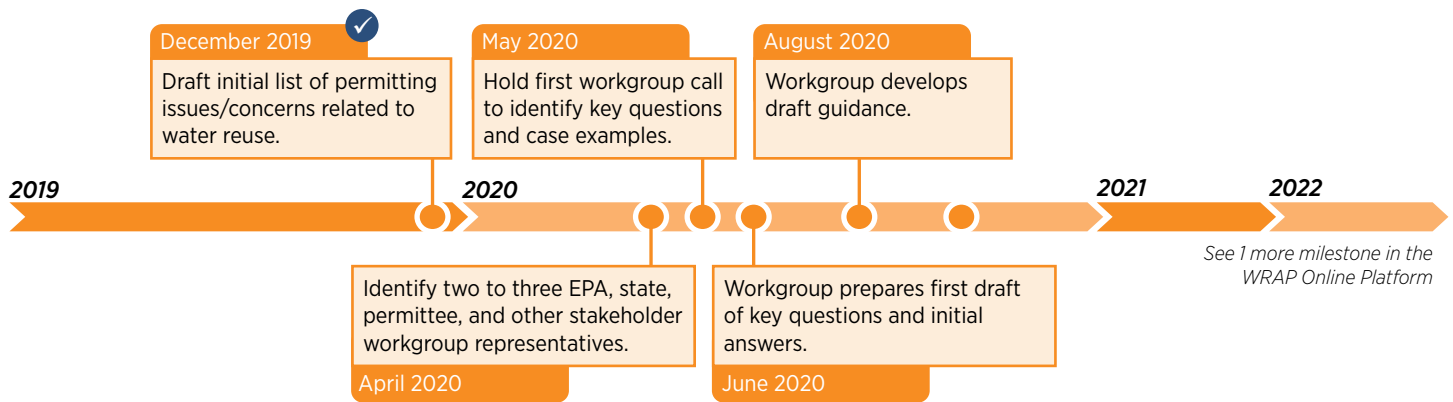 December 2019
Draft initial list of permitting
issues/concerns related to
water reuse.
May 2020
Hold first workgroup call
to identify key questions
and case examples.
August 2020
Workgroup develops
draft guidance.
2019
2020
2021
2022
See 1 more milestone in the
WRAP Online Platform
Identify two to three EPA, state,
permittee, and other stakeholder
workgroup representatives.
April 2020
Workgroup prepares first draft
of key questions and initial
answers.
June 2020